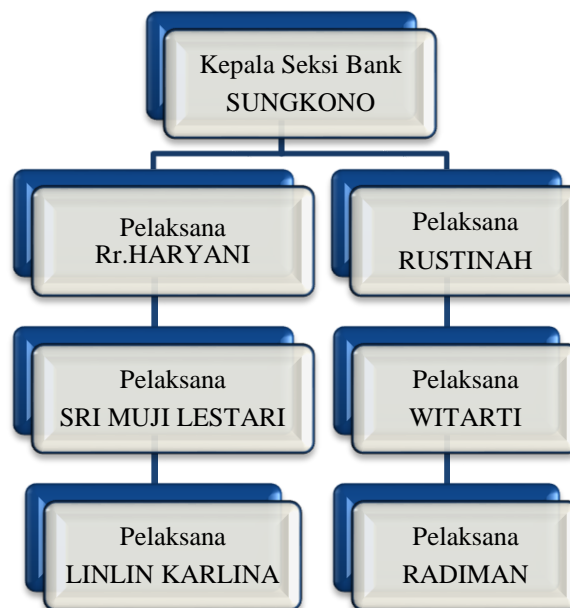 Kepala Seksi Bank
SUNGKONO
Pelaksana
Rr.HARYANI
Pelaksana
RUSTINAH
Pelaksana
SRI MUJI LESTARI
Pelaksana
WITARTI
Pelaksana
LINLIN KARLINA
Pelaksana
RADIMAN